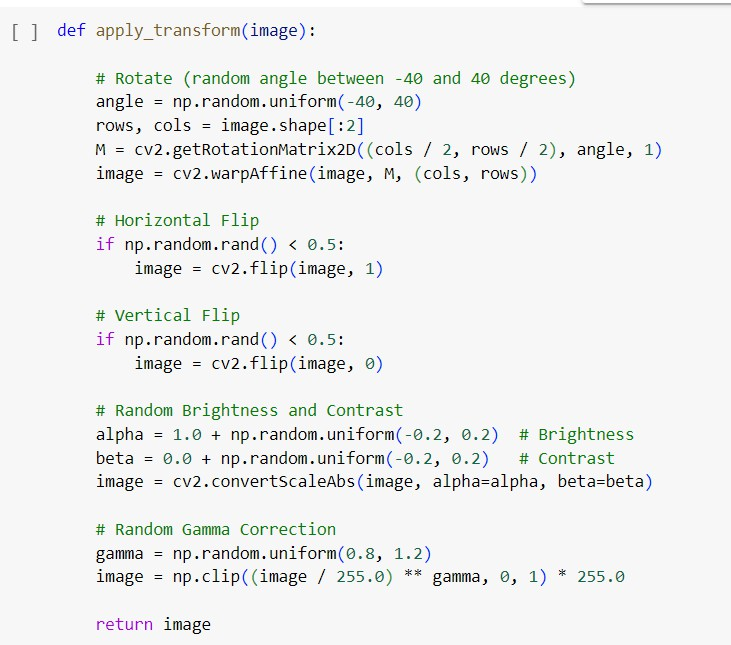 [ ] def apply_transform(image):
# Rotate (random angle between -40 and 40 degrees)
angle = np.random.uniform(-40, 40)
rows, cols = image.shape[:2]
M = cv2.getRotationMatrix2D((cols / 2, rows / 2), angle, 1)
image = cv2.warpAffine(image, M, (cols, rows))
# Horizontal Flip
if np.random.rand() < 0.5:
image = cv2.flip(image, 1)
# Vertical Flip
if np.random.rand() < 0.5:
image = cv2.flip(image, 0)
# Random Brightness and Contrast
alpha = 1.0 + np.random.uniform(-0.2, 0.2)  # Brightness
beta = 0.0 + np.random.uniform(-0.2, 0.2)   # Contrast
image = cv2.convertScaleAbs(image, alpha=alpha, beta=beta)
# Random Gamma Correction
gamma = np.random.uniform(0.8, 1.2)
image = np.clip((image / 255.0) ** gamma, 0, 1) * 255.0
return image